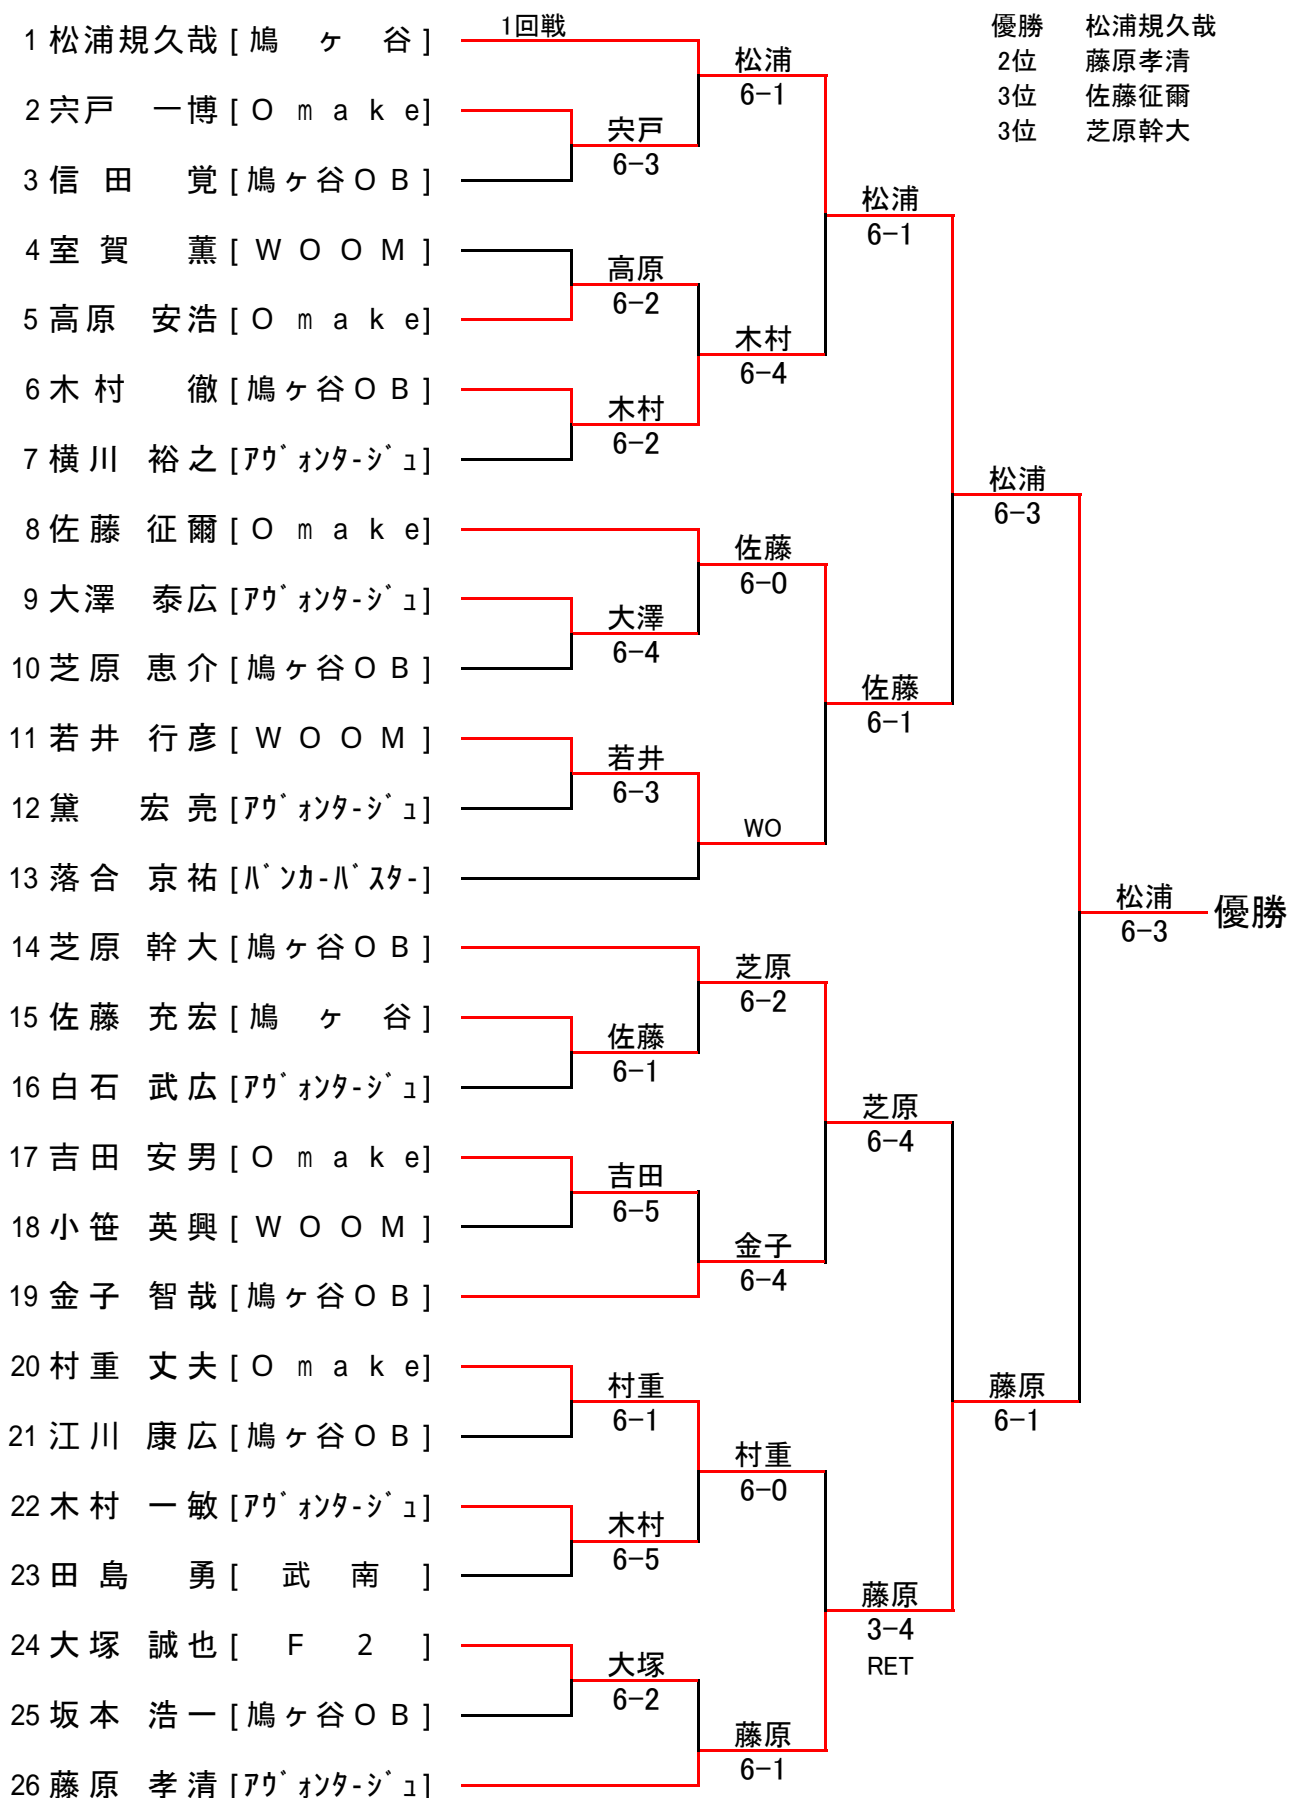 1回戦
優勝 松浦規久哉
2位 藤原孝清
3位 佐藤征爾
3位 芝原幹大
1 松浦規久哉 [鳩ヶ谷]
2 宍戸 一博 [Omake]
3 信田 覚 [鳩ヶ谷OB]
4 室賀 薫 [WOOM]
5 高原 安浩 [Omake]
6 木村 徹 [鳩ヶ谷OB]
7 横川 裕之 [ｱｳﾞｫﾝﾀ-ｼﾞｭ]
8 佐藤 征爾 [Omake]
9 大澤 泰広 [ｱｳﾞｫﾝﾀ-ｼﾞｭ]
10 芝原 恵介 [鳩ヶ谷OB]
11 若井 行彦 [WOOM]
12 黛 宏亮 [ｱｳﾞｫﾝﾀ-ｼﾞｭ]
13 落合 京祐 [ﾊﾞﾝｶ-ﾊﾞｽﾀ-]
14 芝原 幹大 [鳩ヶ谷OB]
15 佐藤 充宏 [鳩ヶ谷]
16 白石 武広 [ｱｳﾞｫﾝﾀ-ｼﾞｭ]
17 吉田 安男 [Omake]
18 小笹 英興 [WOOM]
19 金子 智哉 [鳩ヶ谷OB]
20 村重 丈夫 [Omake]
21 江川 康広 [鳩ヶ谷OB]
22 木村 一敏 [ｱｳﾞｫﾝﾀ-ｼﾞｭ]
23 田島 勇 [武南]
24 大塚 誠也 [F2]
25 坂本 浩一 [鳩ヶ谷OB]
26 藤原 孝清 [ｱｳﾞｫﾝﾀ-ｼﾞｭ]
宍戸
6-3
高原
6-2
木村
6-2
大澤
6-4
若井
6-3
佐藤
6-1
吉田
6-5
村重
6-1
木村
6-5
大塚
6-2
松浦
6-1
木村
6-4
佐藤
6-0
WO
芝原
6-2
金子
6-4
村重
6-0
藤原
6-1
松浦
6-1
佐藤
6-1
芝原
6-4
藤原
3-4
RET
松浦
6-3
藤原
6-1
松浦
6-3
優勝